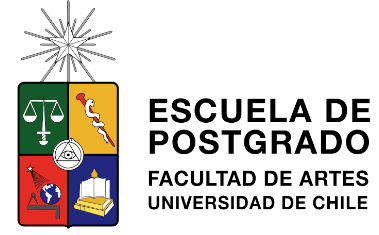 ESCUELA DE
POSTGRADO
FACULTAD DE ARTES
UNIVERSIDAD DE CHILE